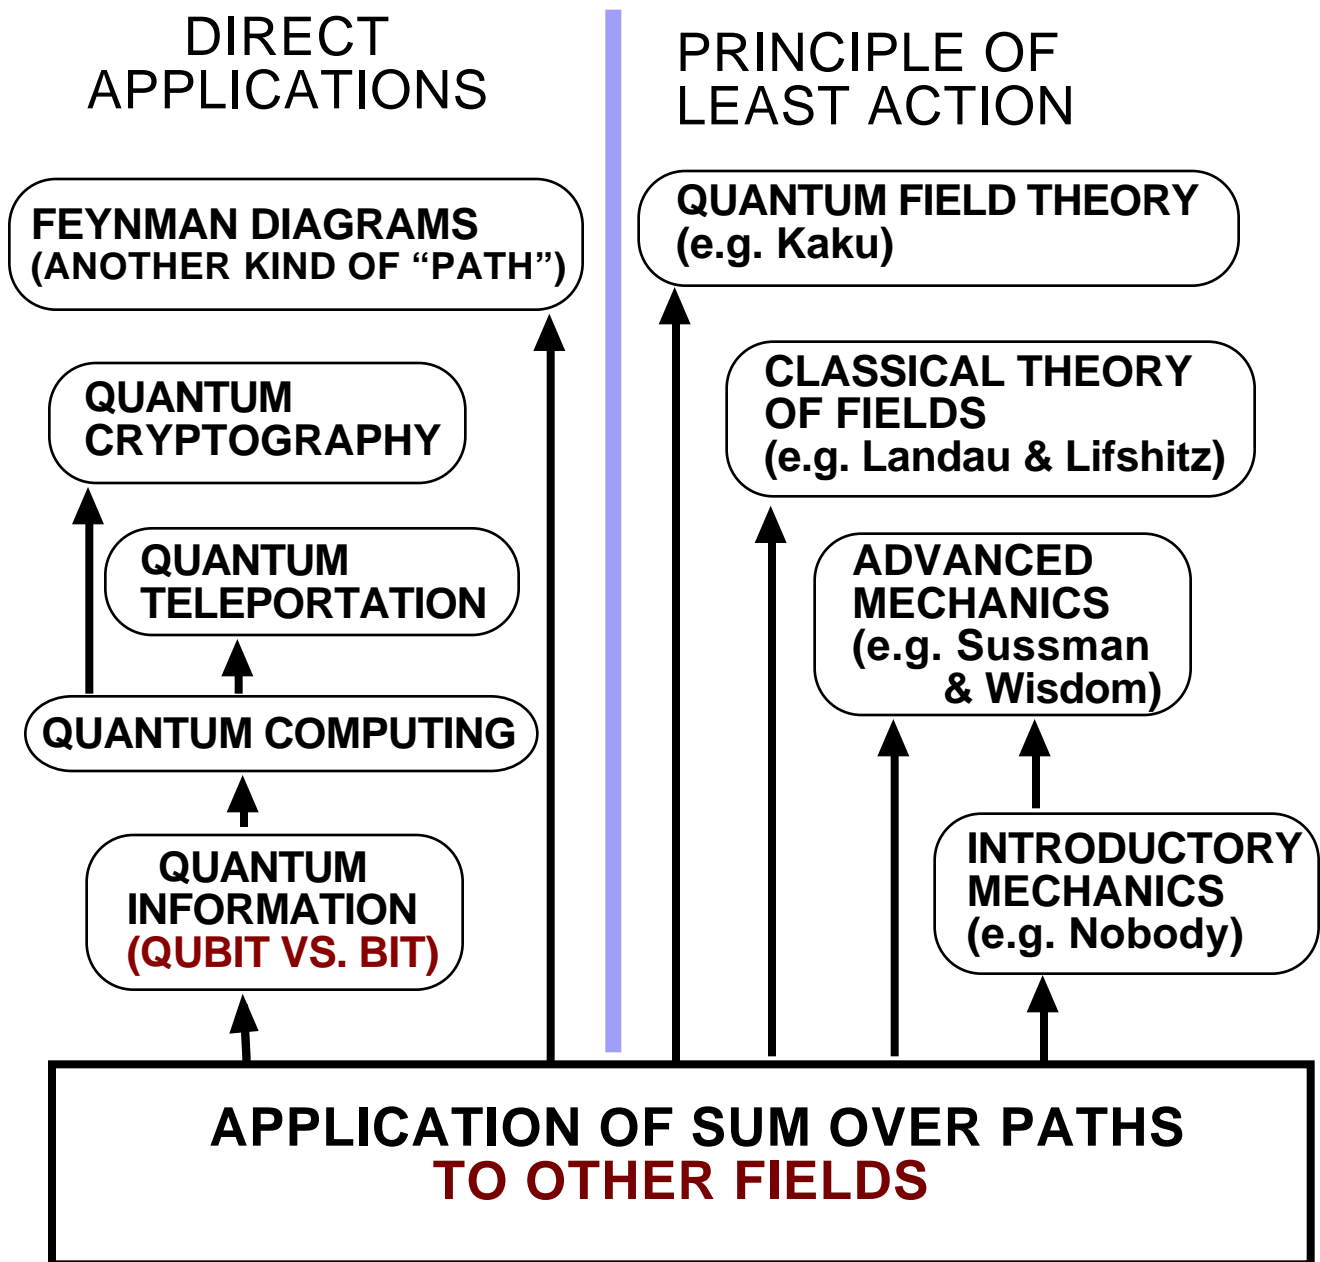 DIRECT
APPLICATIONS
FEYNMAN DIAGRAMS
(ANOTHER KIND OF “PATH”)
QUANTUM
CRYPTOGRAPHY
QUANTUM
TELEPORTATION
QUANTUM COMPUTING
QUANTUM
INFORMATION
(QUBIT VS. BIT)
PRINCIPLE OF
LEAST ACTION
QUANTUM FIELD THEORY
(e.g. Kaku)
CLASSICAL THEORY
OF FIELDS
(e.g. Landau & Lifshitz)
ADVANCED
MECHANICS
(e.g. Sussman
& Wisdom)
INTRODUCTORY
MECHANICS
(e.g. Nobody)
APPLICATION OF SUM OVER PATHS
TO OTHER FIELDS